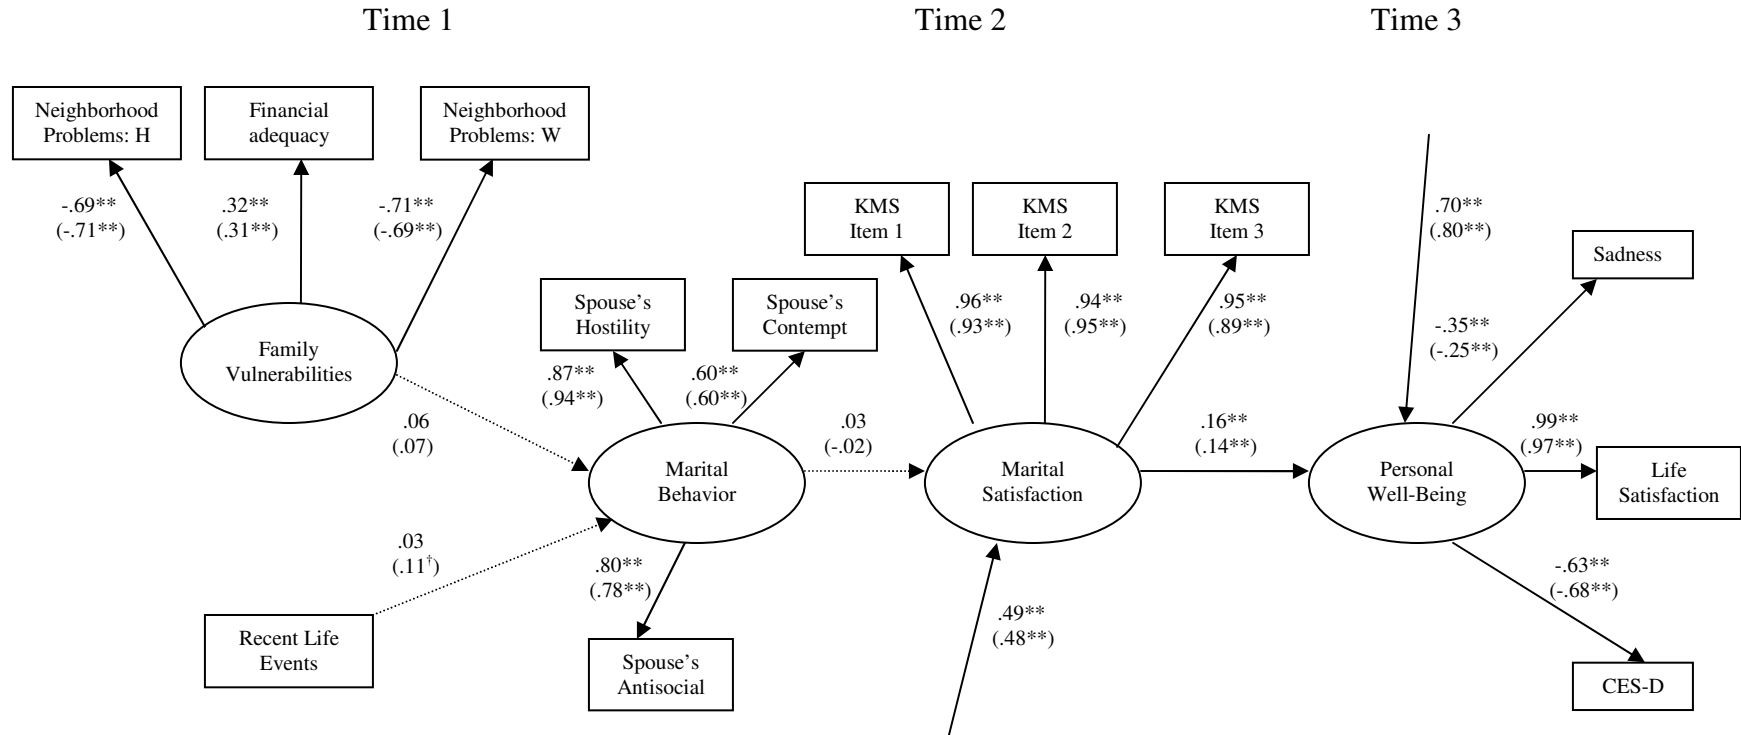 Time 1
Time 2
Time 3
Neighborhood
Problems: H
Financial
adequacy
Neighborhood
Problems: W
-.69**
(-.71**)
.32**
(.31**)
-.71**
(-.69**)
Family
Vulnerabilities
.06
(.07)
Recent Life
Events
.03
(.11†)
Spouse’s
Hostility
Spouse’s
Contempt
.87**
(.94**)
.60**
(.60**)
Marital
Behavior
.80**
(.78**)
Spouse’s
Antisocial
.03
(-.02)
KMS
Item 1
KMS
Item 2
KMS
Item 3
.96**
(.93**)
.94**
(.95**)
.95**
(.89**)
Marital
Satisfaction
.49**
(.48**)
.16**
(.14**)
.70**
(.80**)
Personal
Well-Being
Sadness
-.35**
(-.25**)
.99**
(.97**)
Life
Satisfaction
-.63**
(-.68**)
CES-D